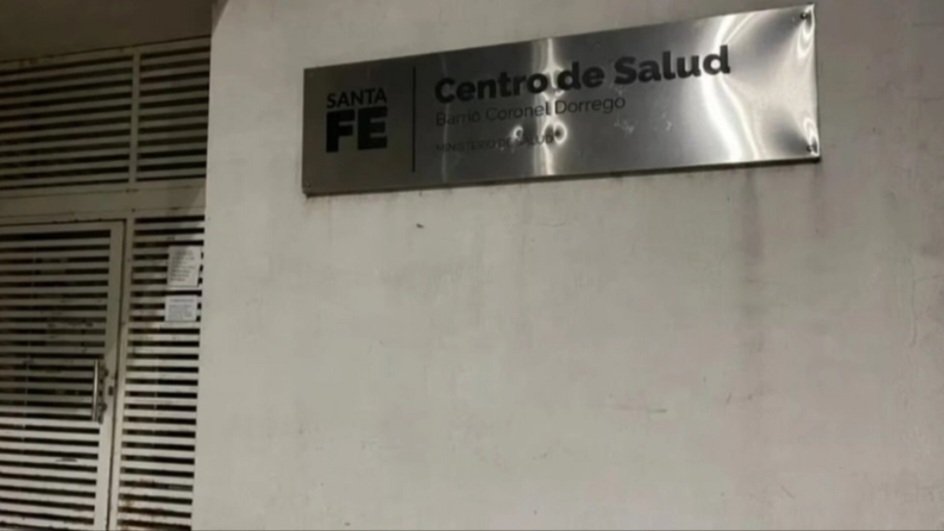 SANTA
FE
Centro de Salud
Barrio Coronel Dorrego
MINISTERIO DE SALUD